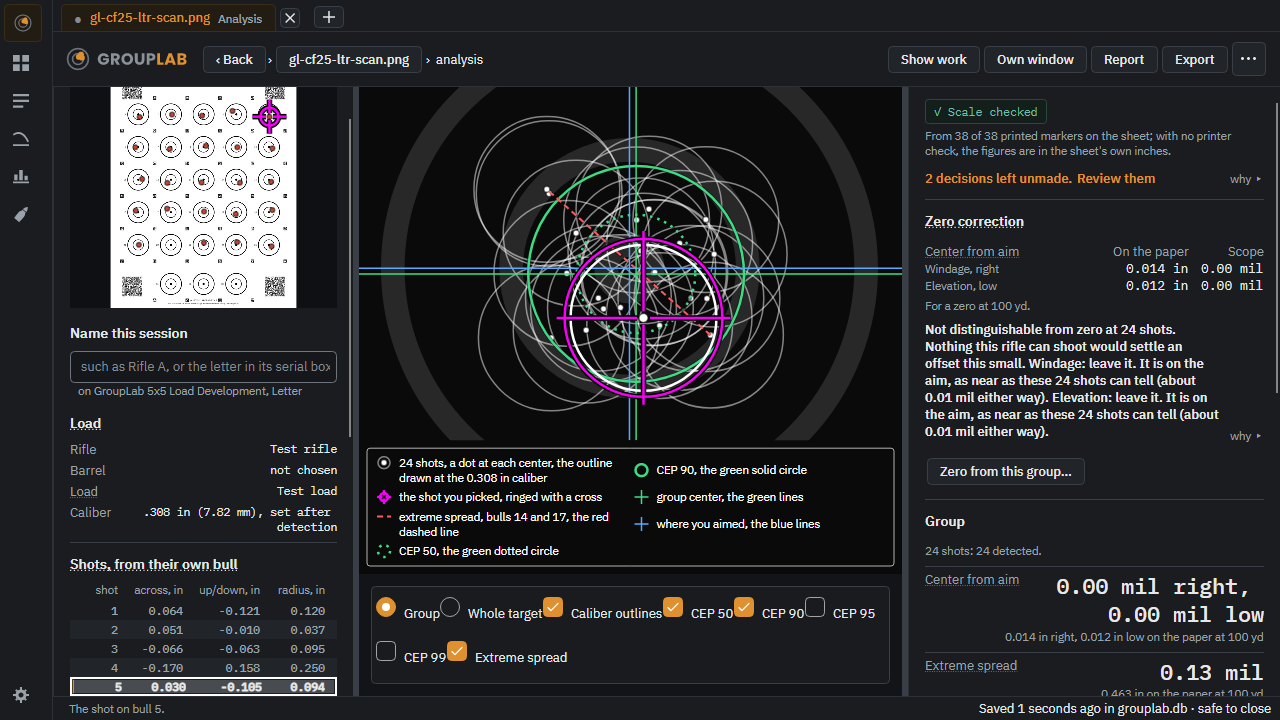 gl-cf25-ltr-scan.png Analysis
GROUPLAB
‹ Back › gl-cf25-ltr-scan.png › analysis
Show work
Own window
Report
Export
Name this session
such as Rifle A, or the letter in its serial box
on GroupLab 5x5 Load Development, Letter
Load
Rifle Test rifle
Barrel not chosen
Load Test load
Caliber .308 in (7.82 mm), set after
detection
Shots, from their own bull
shot across, in up/down, in radius, in
1 0.064 -0.121 0.120
2 0.051 -0.010 0.037
3 -0.066 -0.063 0.095
4 -0.170 0.158 0.250
5 0.030 -0.105 0.094
24 shots, a dot at each center, the outline
drawn at the 0.308 in caliber
the shot you picked, ringed with a cross
extreme spread, bulls 14 and 17, the red
dashed line
CEP 50, the green dotted circle
CEP 90, the green solid circle
group center, the green lines
where you aimed, the blue lines
Group Whole target Caliber outlines CEP 50 CEP 90 CEP 95
CEP 99 Extreme spread
√ Scale checked
From 38 of 38 printed markers on the sheet; with no printer
check, the figures are in the sheet's own inches.
2 decisions left unmade. Review them why ▸
Zero correction
Center from aim On the paper Scope
Windage, right 0.014 in 0.00 mil
Elevation, low 0.012 in 0.00 mil
For a zero at 100 yd.
Not distinguishable from zero at 24 shots.
Nothing this rifle can shoot would settle an
offset this small. Windage: leave it. It is on the
aim, as near as these 24 shots can tell (about
0.01 mil either way). Elevation: leave it. It is on
the aim, as near as these 24 shots can tell (about
0.01 mil either way). why ▸
Zero from this group...
Group
24 shots: 24 detected.
Center from aim 0.00 mil right,
0.00 mil low
0.014 in right, 0.012 in low on the paper at 100 yd
Extreme spread 0.13 mil
0.463 in on the paper at 100 yd
The shot on bull 5.
Saved 1 seconds ago in grouplab.db · safe to close